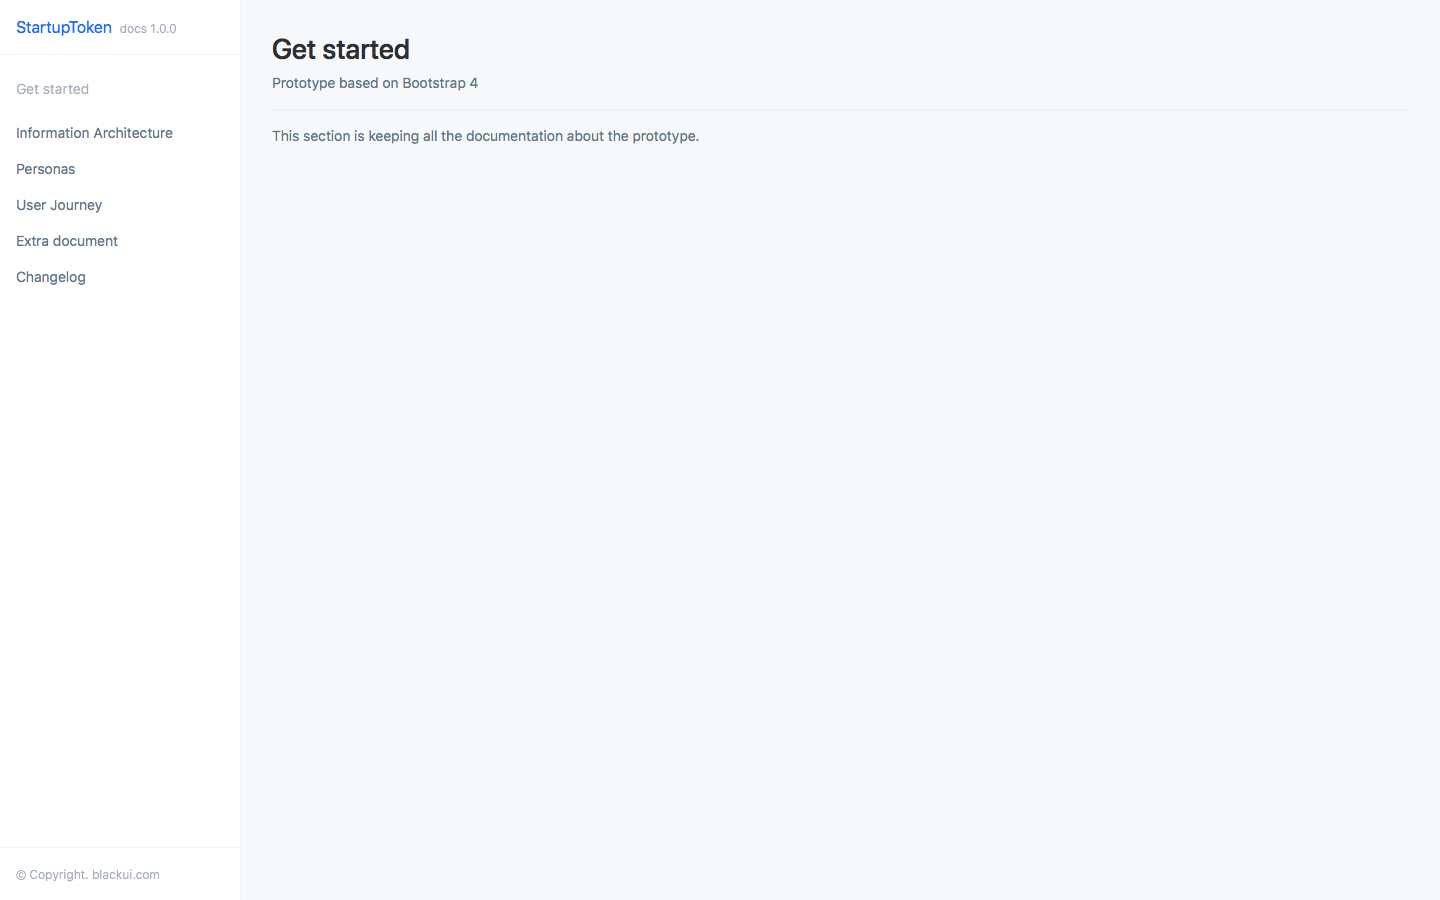 StartupToken docs 1.0.0
Get started
Information Architecture
Personas
User Journey
Extra document
Changelog
© Copyright. blackui.com
Get started
Prototype based on Bootstrap 4
This section is keeping all the documentation about the prototype.